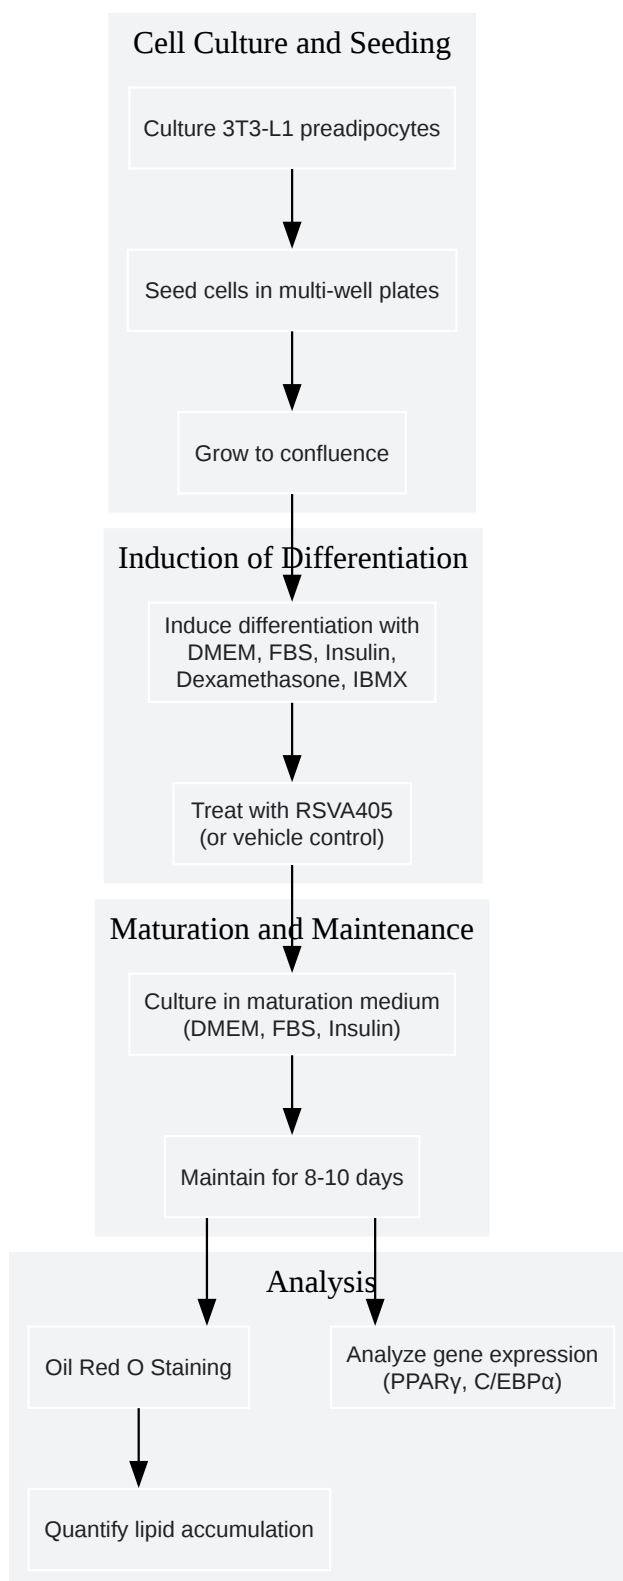 Cell Culture and Seeding
Culture 3T3-L1 preadipocytes
Seed cells in multi-well plates
Grow to confluence
Induction of Differentiation
Induce differentiation with
DMEM, FBS, Insulin,
Dexamethasone, IBMX
Treat with RSVA405
(or vehicle control)
Maturation and Maintenance
Culture in maturation medium
(DMEM, FBS, Insulin)
Maintain for 8-10 days
Analysis
Oil Red O Staining
Analyze gene expression
(PPARγ, C/EBPα)
Quantify lipid accumulation